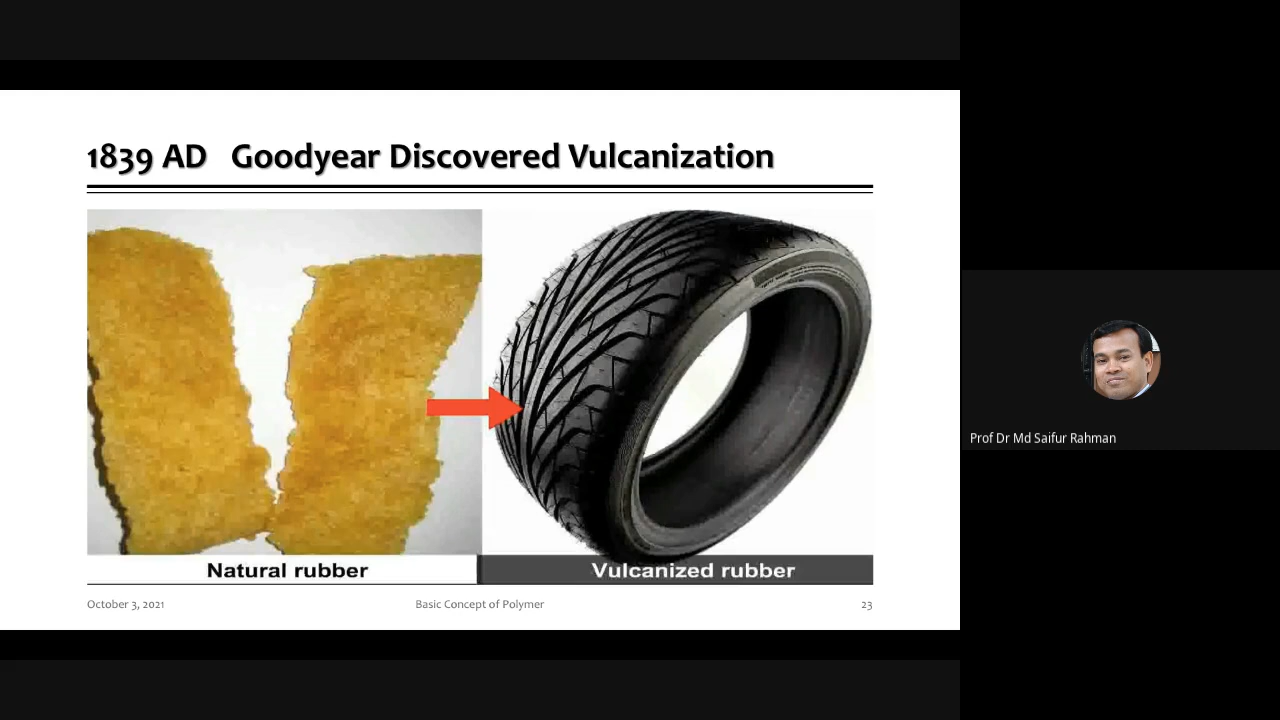 1839 AD Goodyear Discovered Vulcanization
Natural rubber
Vulcanized rubber
October 3, 2021
Basic Concept of Polymer
23
Prof Dr Md Saifur Rahman